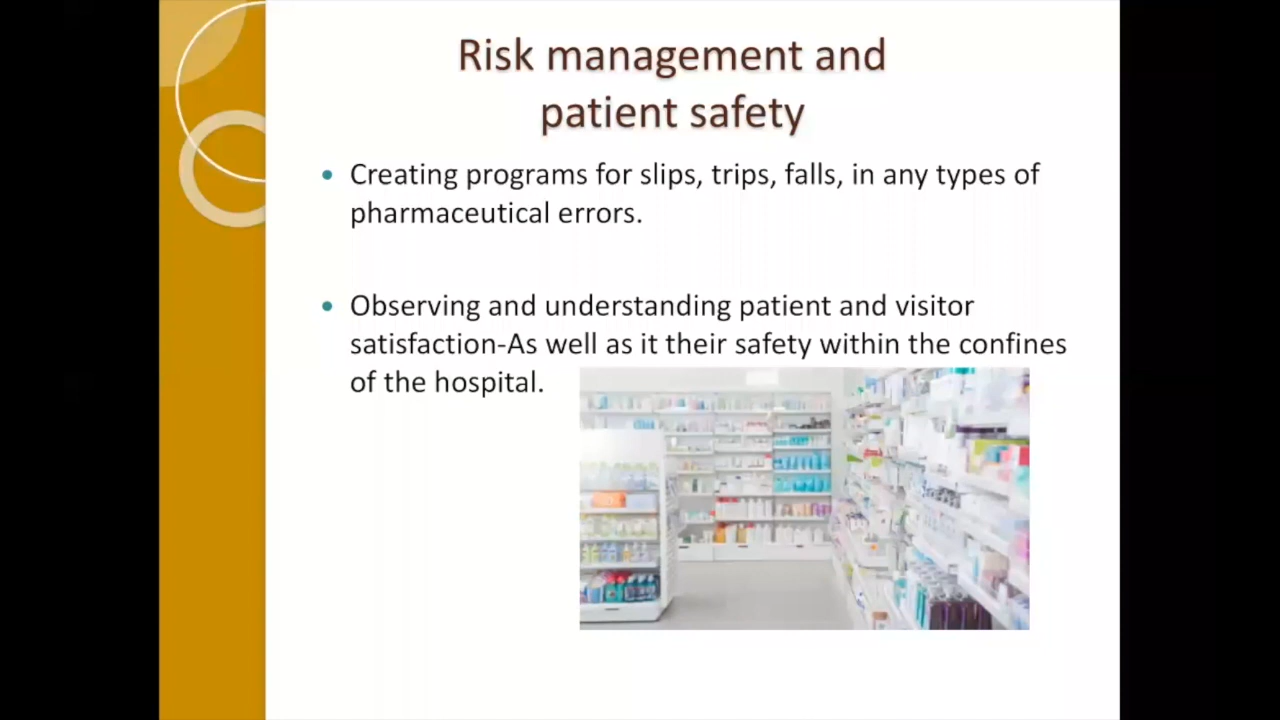 Risk management and
patient safety
Creating programs for slips, trips, falls, in any types of
pharmaceutical errors.
Observing and understanding patient and visitor
satisfaction-As well as it their safety within the confines
of the hospital.